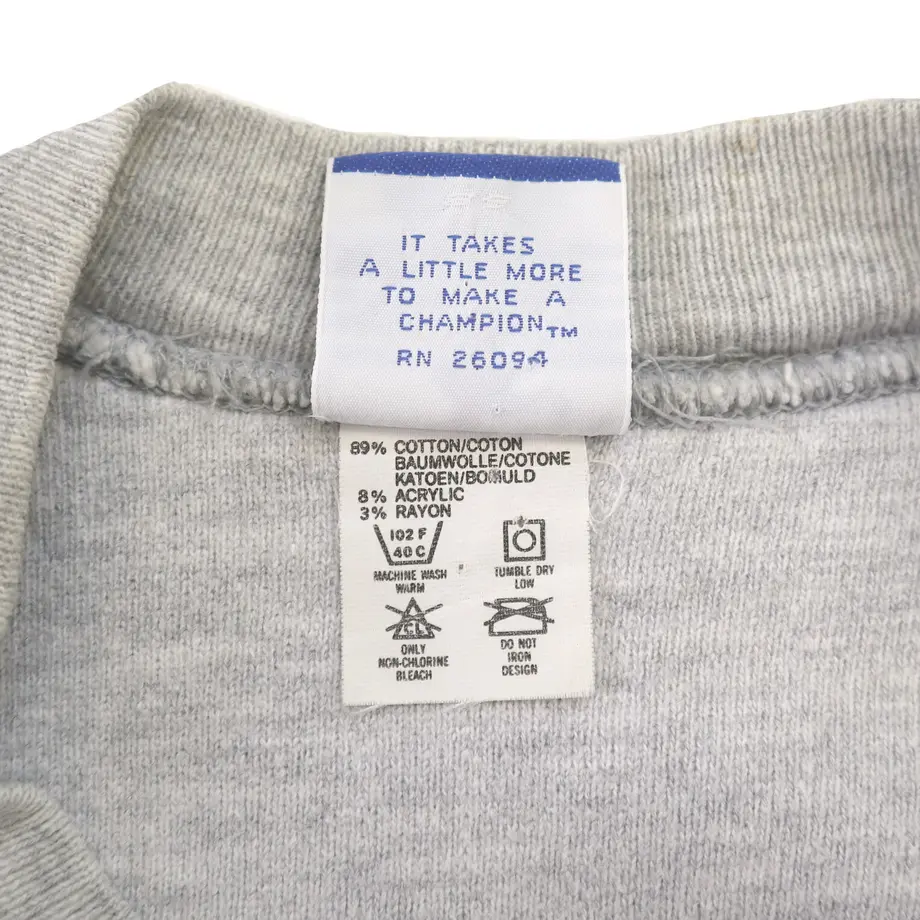 IT TAKES
A LITTLE MORE
TO MAKE A
CHAMPION™
RN 26094
89% COTTON/COTON
BAUMWOLLE/COTONE
KATOEN/BOMULD
8% ACRYLIC
3% RAYON
102 F
40 C
MACHINE WASH
WARM
TUMBLE DRY
LOW
CL
ONLY
NON-CHLORINE
BLEACH
DO NOT
IRON
DESIGN